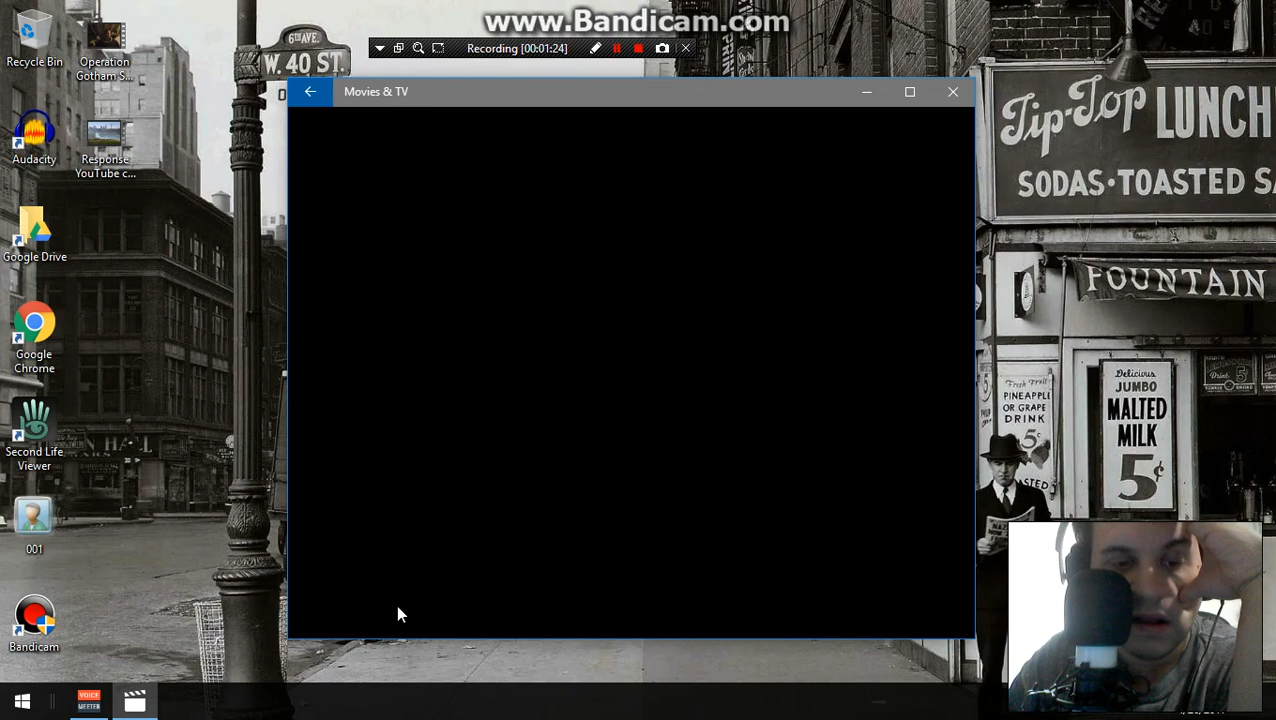 www.Bandicam.com
Recording [00:01:24]
Movies & TV
Recycle Bin
Operation
Gotham S...
Audacity
Response
YouTube c...
Google Drive
Google
Chrome
Second Life
Viewer
001
Bandicam
VOICE
MEETER
6TH AVE.
W. 40 ST.
Tip-Top LUNCH
SODAS·TOASTED SA
FOUNTAIN
Fresh Fruit
PINEAPPLE
OR GRAPE
DRINK
5¢
Delicious
JUMBO
MALTED
MILK
5¢